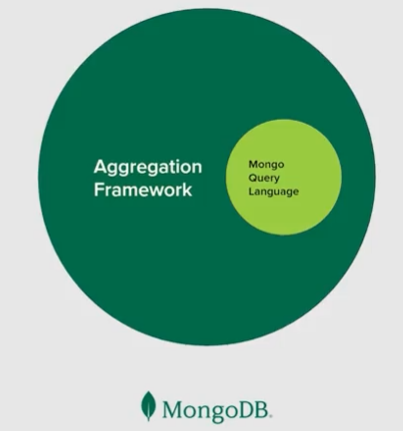 Aggregation
Framework
Mongo
Query
Language
MongoDB.